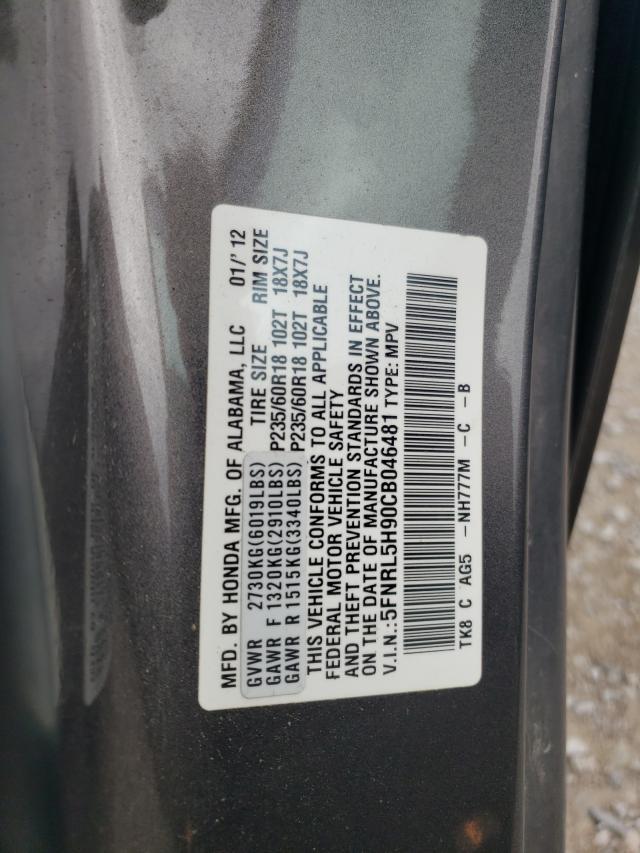 MFD. BY HONDA MFG. OF ALABAMA, LLC 01/' 12
TIRE SIZE RIM SIZE
GVWR 2730KG(6019LBS)
GAWR F 1320KG(2910LBS) P235/60R18 102T 18X7J
GAWR R 1515KG(3340LBS) P235/60R18 102T 18X7J
THIS VEHICLE CONFORMS TO ALL APPLICABLE
FEDERAL MOTOR VEHICLE SAFETY
AND THEFT PREVENTION STANDARDS IN EFFECT
ON THE DATE OF MANUFACTURE SHOWN ABOVE.
V.I.N.:5FNRL5H90CB046481 TYPE: MPV
TK8 C AG5 -NH777M -C -B